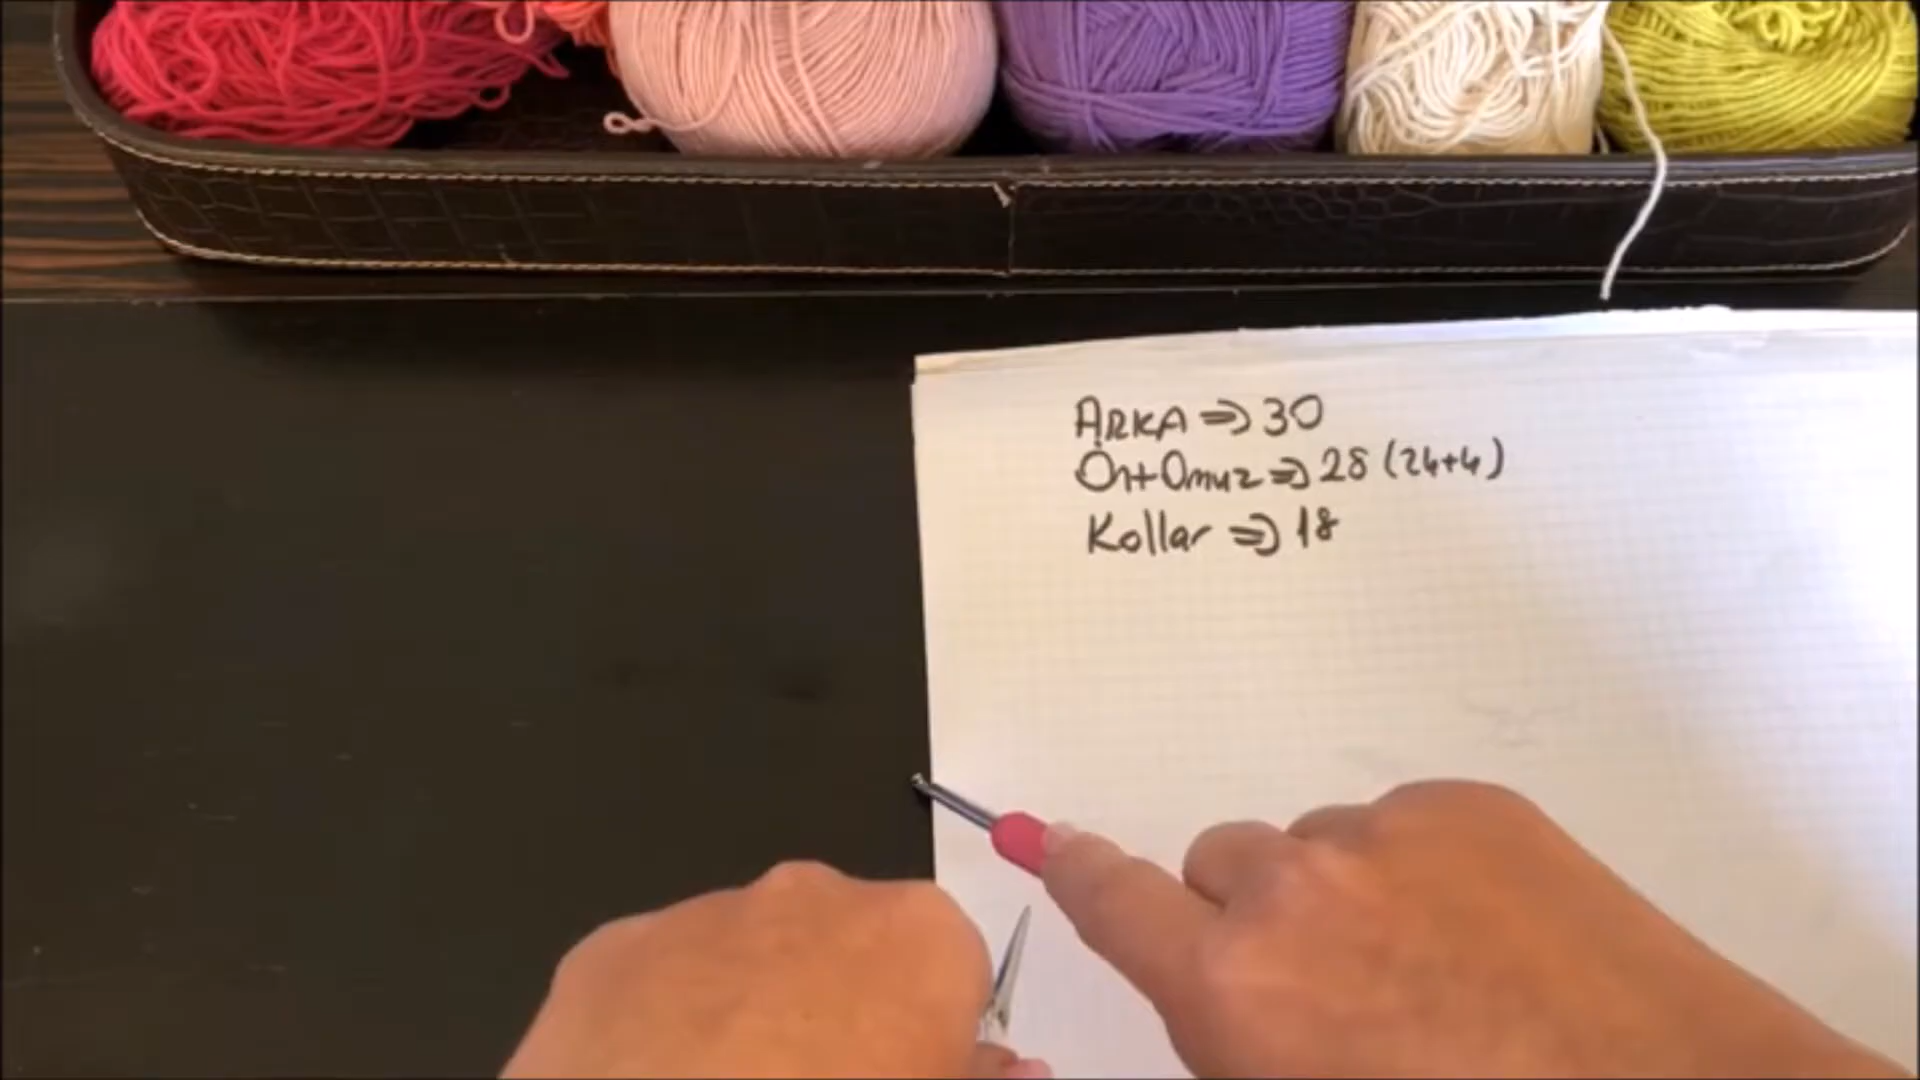 ARKA ⇒ 30
Ön+Omuz ⇒ 28 (24+4)
Kollar ⇒ 18